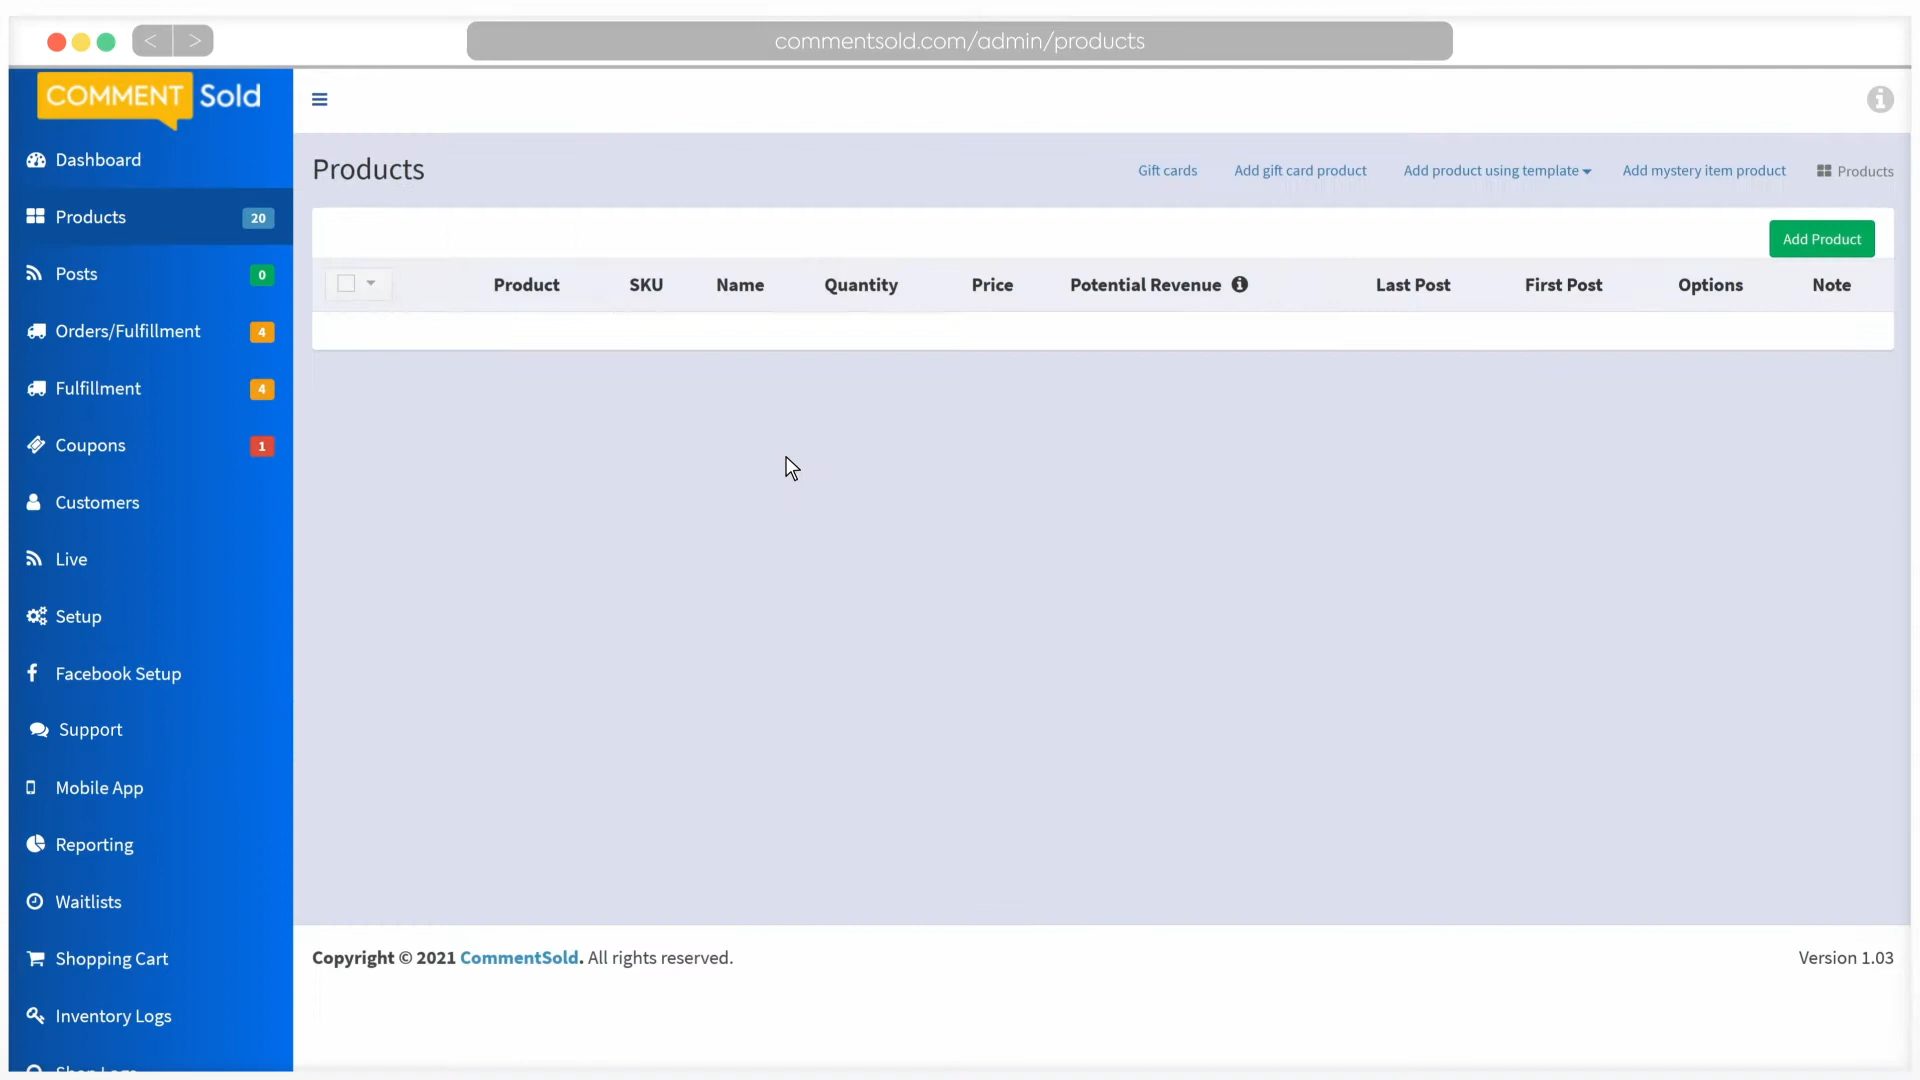 commentsold.com/admin/products
COMMENT Sold
Dashboard
Products 20
Posts 0
Orders/Fulfillment 4
Fulfillment 4
Coupons 1
Customers
Live
Setup
Facebook Setup
Support
Mobile App
Reporting
Waitlists
Shopping Cart
Inventory Logs
Products
Gift cards Add gift card product Add product using template Add mystery item product Products
Add Product
Product SKU Name Quantity Price Potential Revenue Last Post First Post Options Note
Copyright © 2021 CommentSold. All rights reserved.
Version 1.03